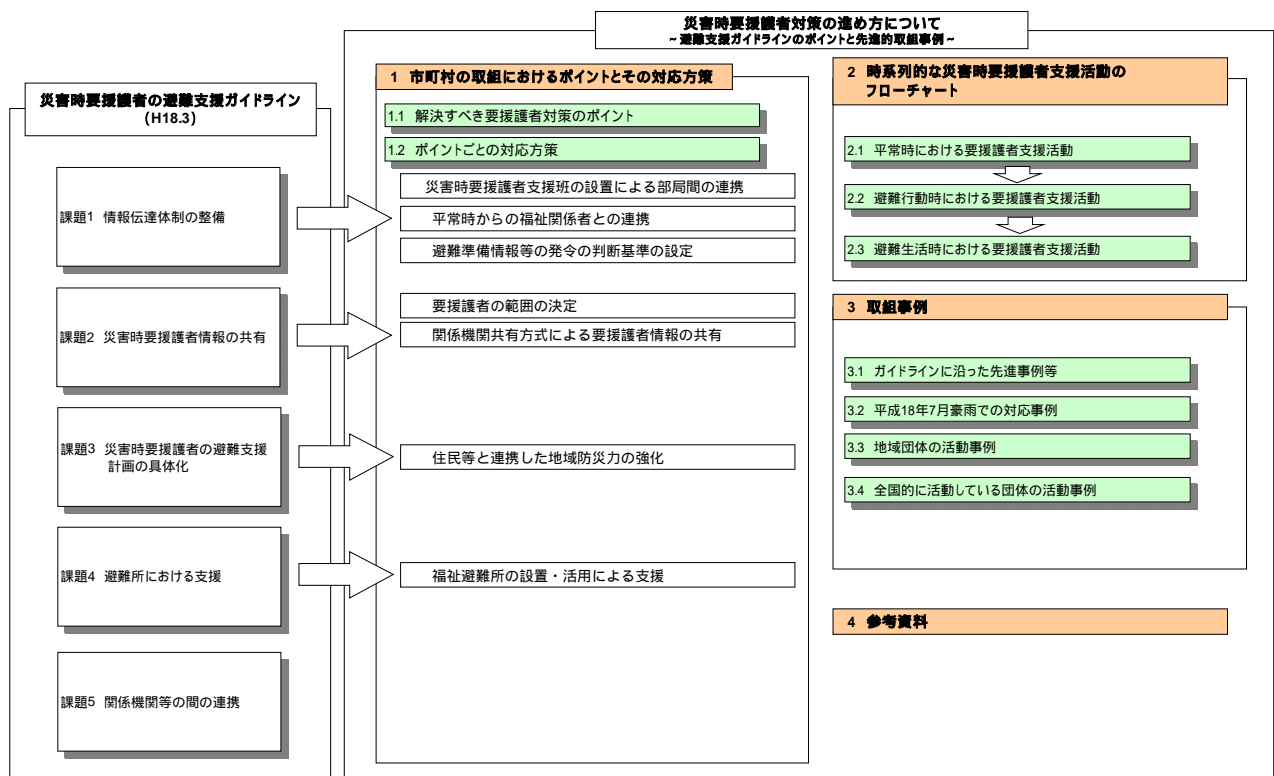 災害時要援護者対策の進め方について
~避難支援ガイドラインのポイントと先進的取組事例~
災害時要援護者の避難支援ガイドライン
(H18.3)
課題1 情報伝達体制の整備
課題2 災害時要援護者情報の共有
課題3 災害時要援護者の避難支援
計画の具体化
課題4 避難所における支援
課題5 関係機関等の間の連携
1 市町村の取組におけるポイントとその対応方策
1.1 解決すべき要援護者対策のポイント
1.2 ポイントごとの対応方策
災害時要援護者支援班の設置による部局間の連携
平常時からの福祉関係者との連携
避難準備情報等の発令の判断基準の設定
要援護者の範囲の決定
関係機関共有方式による要援護者情報の共有
住民等と連携した地域防災力の強化
福祉避難所の設置・活用による支援
2 時系列的な災害時要援護者支援活動の
フローチャート
2.1 平常時における要援護者支援活動
2.2 避難行動時における要援護者支援活動
2.3 避難生活時における要援護者支援活動
3 取組事例
3.1 ガイドラインに沿った先進事例等
3.2 平成18年7月豪雨での対応事例
3.3 地域団体の活動事例
3.4 全国的に活動している団体の活動事例
4 参考資料